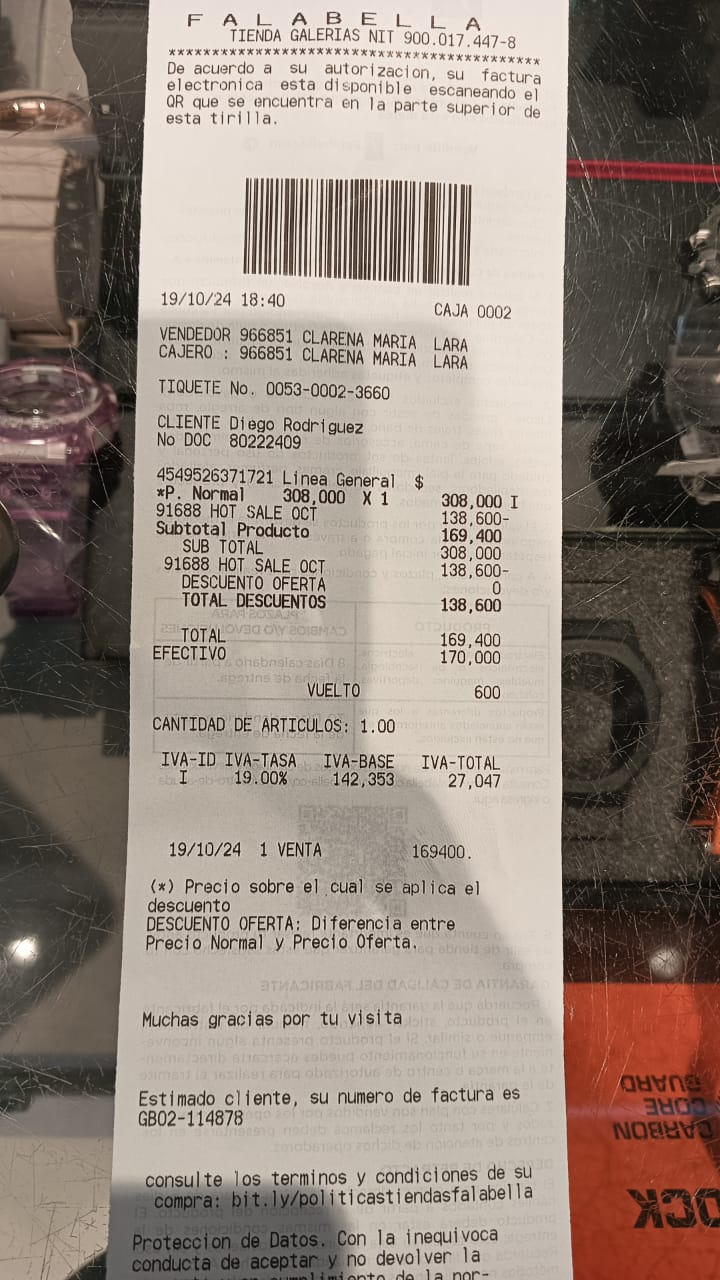 F A L A B E L L A
TIENDA GALERIAS NIT 900.017.447-8
******************************************
De acuerdo a su autorizacion, su factura
electronica esta disponible escaneando el
QR que se encuentra en la parte superior de
esta tirilla.
19/10/24 18:40 CAJA 0002
VENDEDOR 966851 CLARENA MARIA LARA
CAJERO : 966851 CLARENA MARIA LARA
TIQUETE No. 0053-0002-3660
CLIENTE Diego Rodriguez
No DOC 80222409
4549526371721 Linea General $
*P. Normal 308,000 X 1 308,000 I
91688 HOT SALE OCT 138,600-
Subtotal Producto 169,400
SUB TOTAL 308,000
91688 HOT SALE OCT 138,600-
DESCUENTO OFERTA 0
TOTAL DESCUENTOS 138,600
TOTAL 169,400
EFECTIVO 170,000
VUELTO 600
CANTIDAD DE ARTICULOS: 1.00
IVA-ID IVA-TASA IVA-BASE IVA-TOTAL
I 19.00% 142,353 27,047
19/10/24 1 VENTA 169400.
(*) Precio sobre el cual se aplica el
descuento
DESCUENTO OFERTA: Diferencia entre
Precio Normal y Precio Oferta.
Muchas gracias por tu visita
Estimado cliente, su numero de factura es
GB02-114878
consulte los terminos y condiciones de su
compra: bit.ly/politicastiendasfalabella
Proteccion de Datos. Con la inequivoca
conducta de aceptar y no devolver la
cumplimiento de la nor-
CARBON
CORE
GUARD